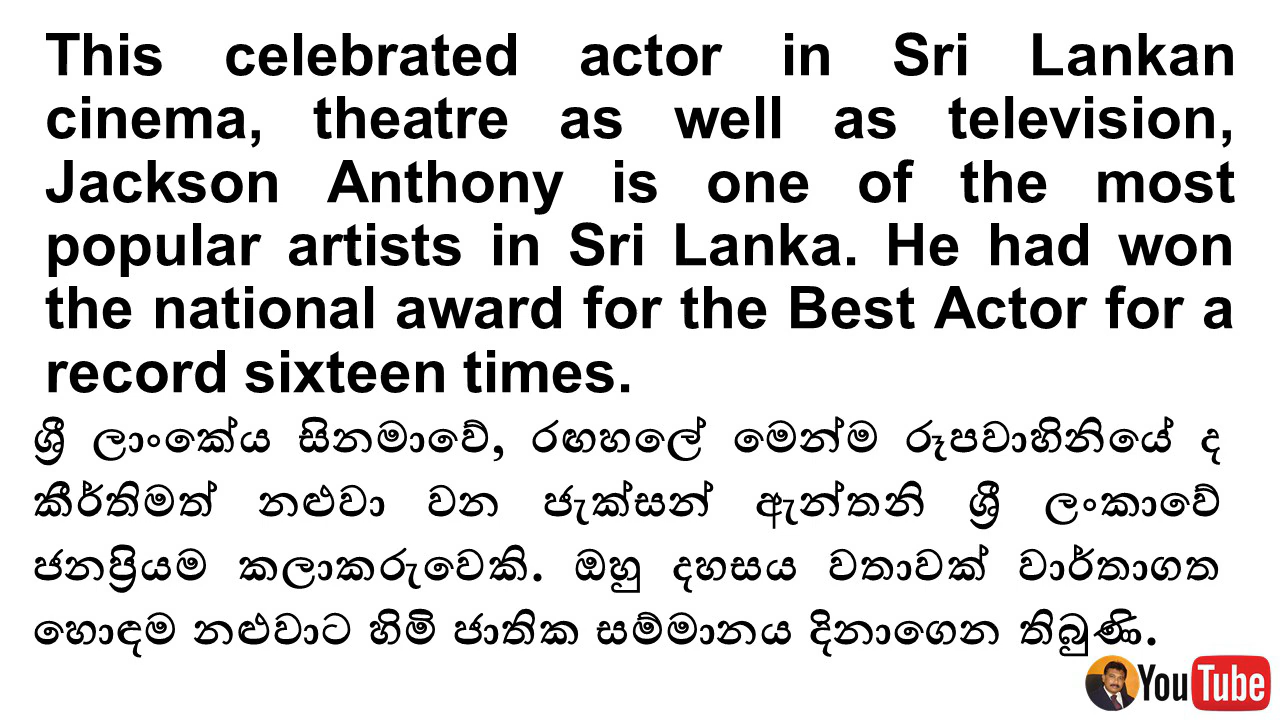 This celebrated actor in Sri Lankan
cinema, theatre as well as television,
Jackson Anthony is one of the most
popular artists in Sri Lanka. He had won
the national award for the Best Actor for a
record sixteen times.
ශ්‍රී ලාංකේය සිනමාවේ, රඟහලේ මෙන්ම රූපවාහිනියේ ද
කීර්තිමත් නළුවා වන ජැක්සන් ඇන්තනි ශ්‍රී ලංකාවේ
ජනප්‍රියම කලාකරුවෙකි. ඔහු දහසය වතාවක් වාර්තාගත
හොඳම නළුවාට හිමි ජාතික සම්මානය දිනාගෙන තිබුණි.
YouTube